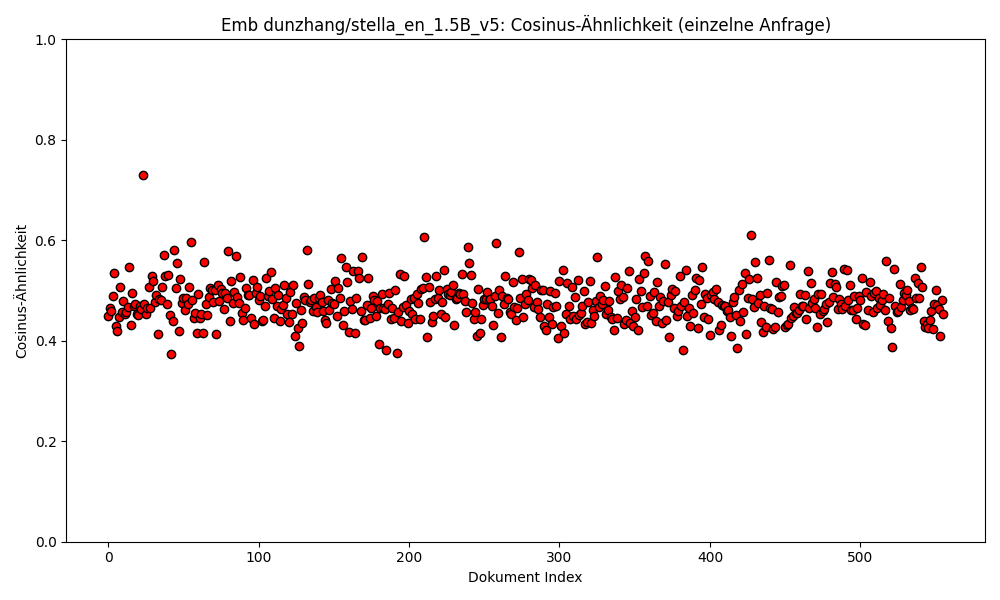 Emb dunzhang/stella_en_1.5B_v5: Cosinus-Ähnlichkeit (einzelne Anfrage)
1.0
0.8
0.6
0.4
0.2
0.0
Cosinus-Ähnlichkeit
0 100 200 300 400 500
Dokument Index